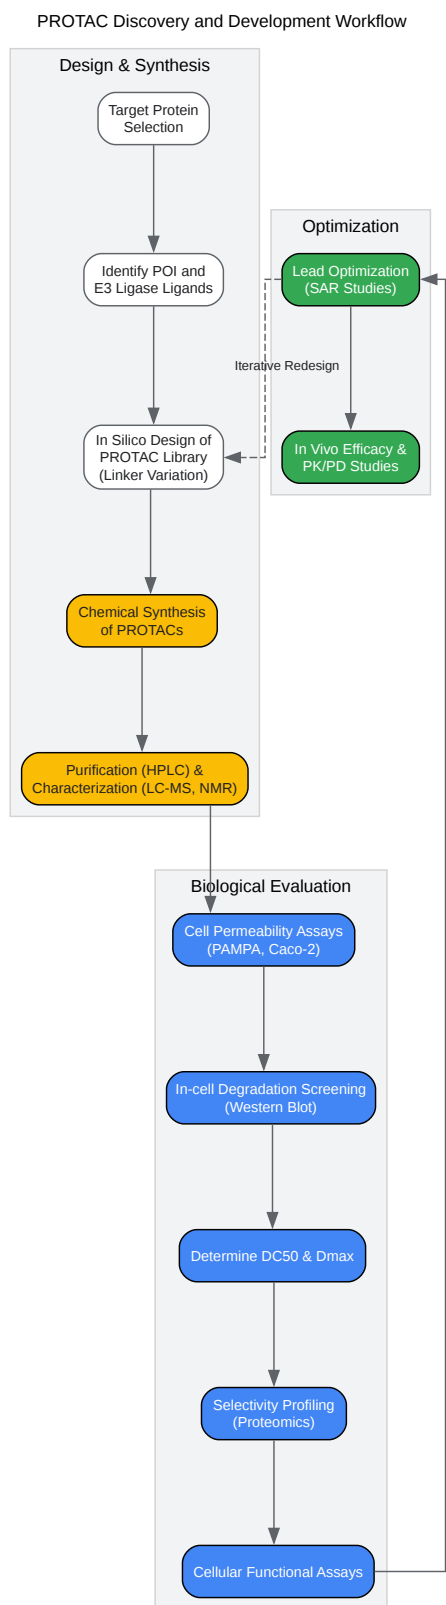 PROTAC Discovery and Development Workflow
Design & Synthesis
Target Protein
Selection
Identify POI and
E3 Ligase Ligands
In Silico Design of
PROTAC Library
(Linker Variation)
Chemical Synthesis
of PROTACs
Purification (HPLC) &
Characterization (LC-MS, NMR)
Optimization
Lead Optimization
(SAR Studies)
Iterative Redesign
In Vivo Efficacy &
PK/PD Studies
Biological Evaluation
Cell Permeability Assays
(PAMPA, Caco-2)
In-cell Degradation Screening
(Western Blot)
Determine DC50 & Dmax
Selectivity Profiling
(Proteomics)
Cellular Functional Assays